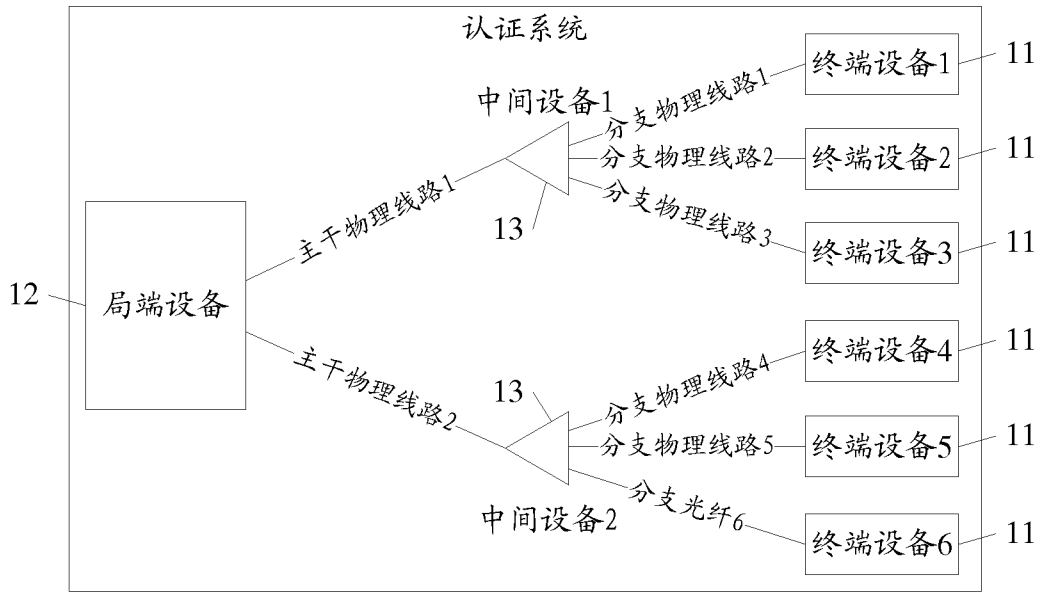 认证系统
终端设备1
11
中间设备1
分支物理线路1
分支物理线路2
终端设备2
11
主干物理线路1
13
分支物理线路3
终端设备3
11
12
局端设备
主干物理线路2
13
分支物理线路4
终端设备4
11
分支物理线路5
终端设备5
11
中间设备2
分支光纤6
终端设备6
11